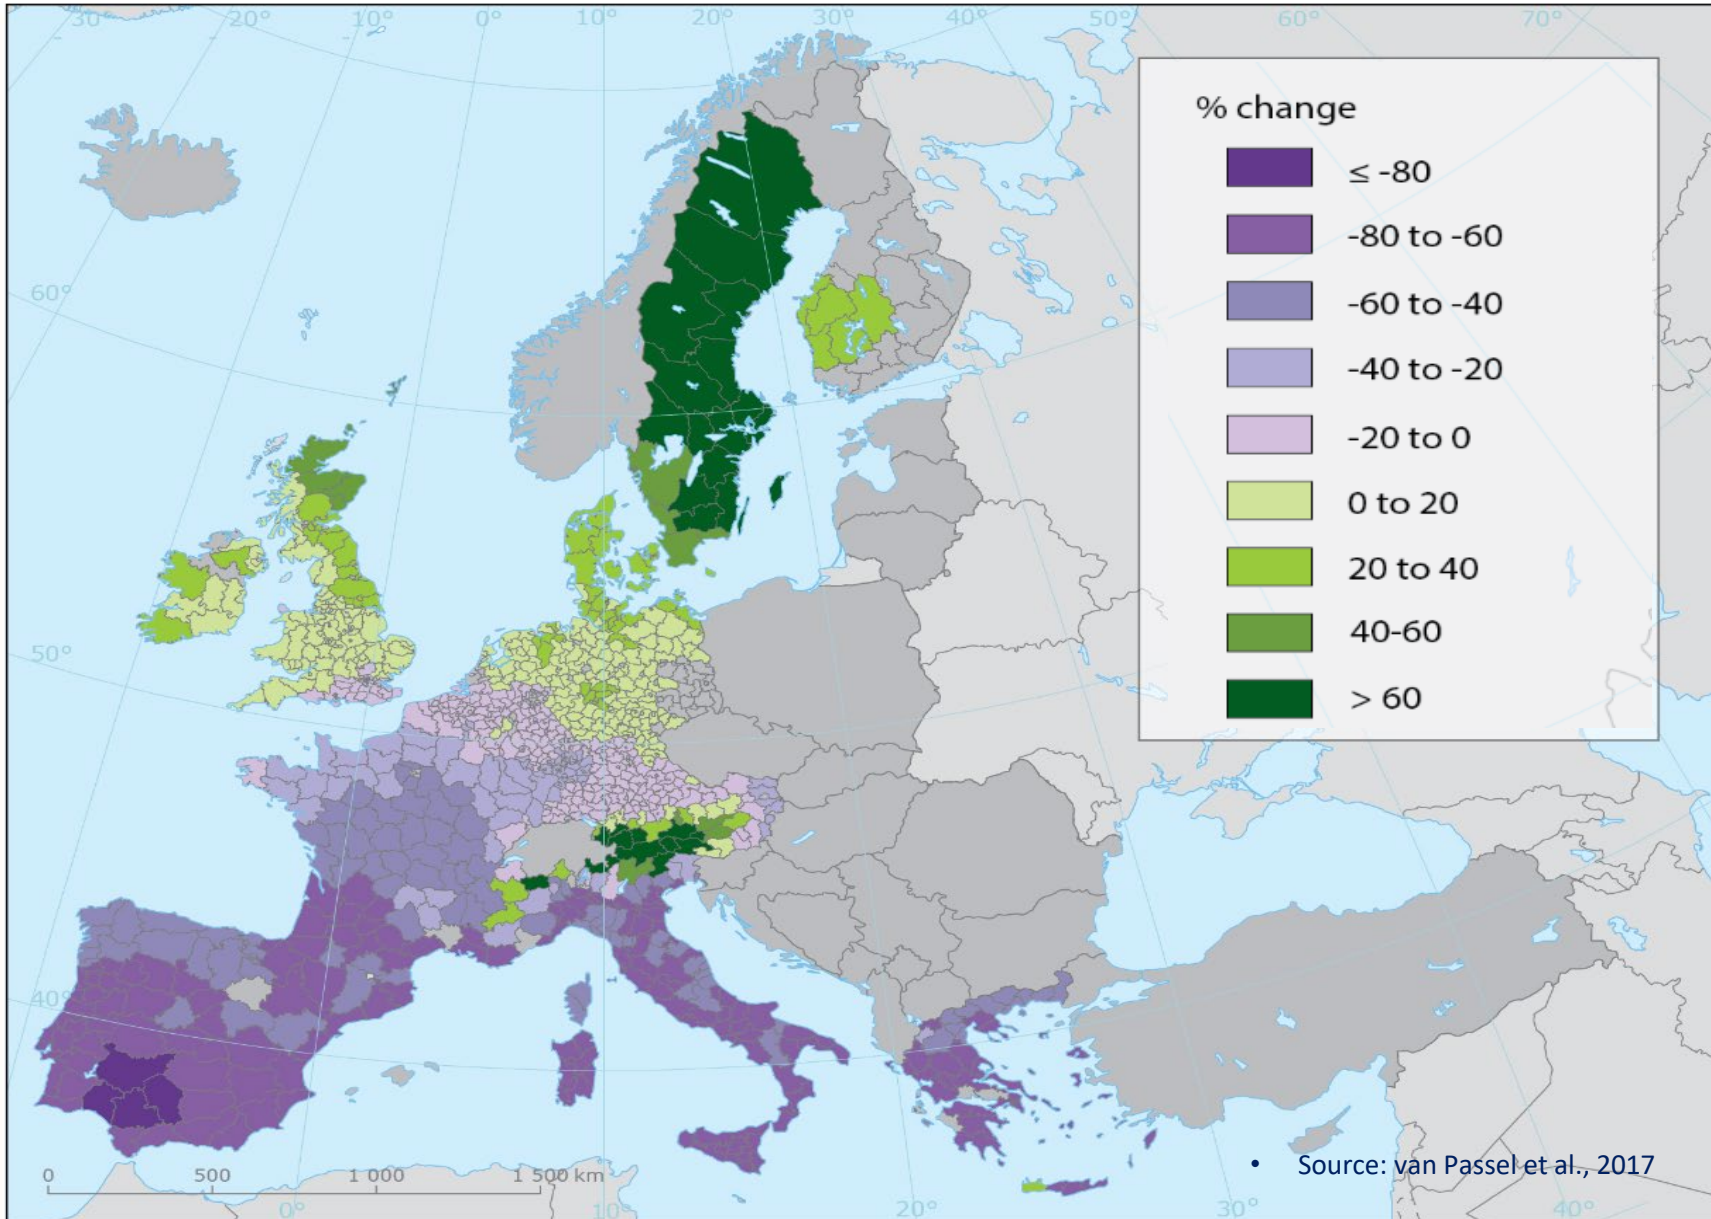 30° 20° 10° 0° 10° 20° 30° 40° 50° 60° 70°
% change
≤ -80
-80 to -60
-60 to -40
-40 to -20
-20 to 0
0 to 20
20 to 40
40-60
> 60
60°
50°
40°
• Source: van Passel et al., 2017
0 500 1 000 1 500 km
0° 10° 20° 30° 40°